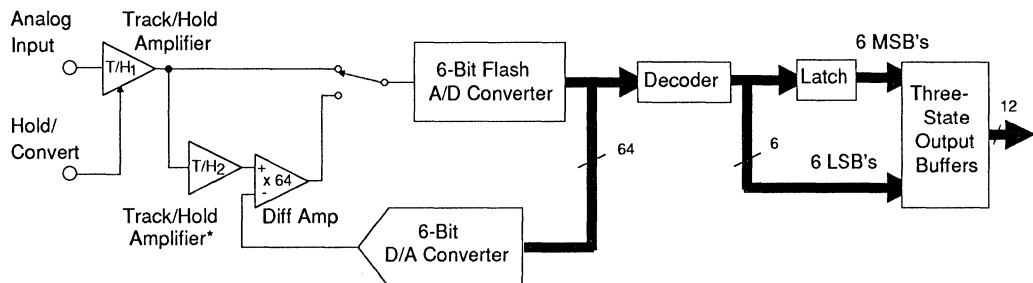 Analog
Input
Track/Hold
Amplifier
T/H1
Hold/
Convert
T/H2
+
x 64
-
Diff Amp
Track/Hold
Amplifier*
6-Bit Flash
A/D Converter
6-Bit
D/A Converter
64
Decoder
6
Latch
6 MSB's
6 LSB's
Three-
State
Output
Buffers
12